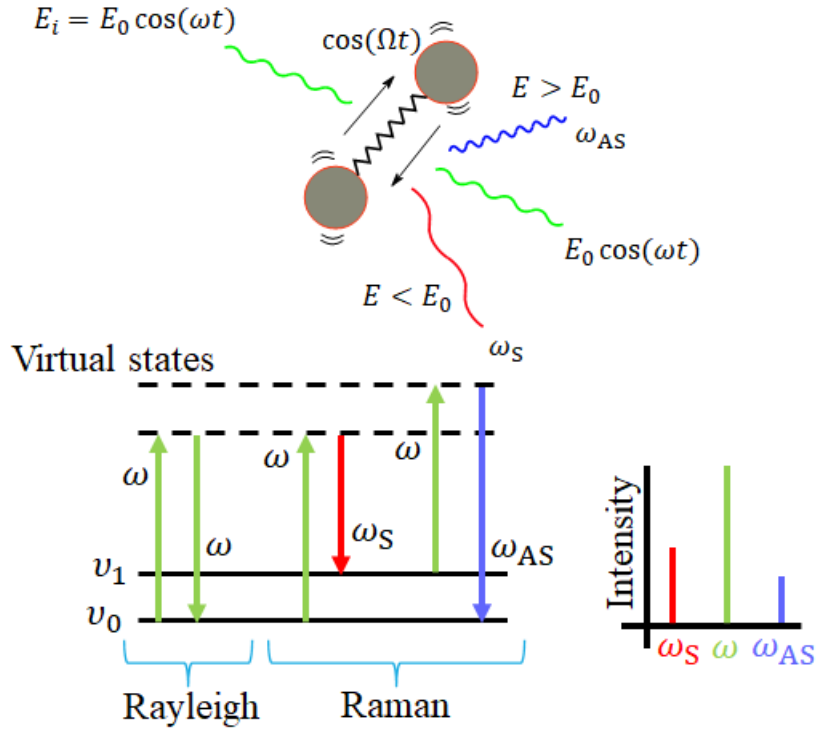 E_i = E_0 cos(ωt)
cos(Ωt)
E > E_0
ω_AS
E_0 cos(ωt)
E < E_0
ω_S
Virtual states
ω
ω
ω
ω_S
ω
ω_AS
υ_1
υ_0
Rayleigh
Raman
Intensity
ω_S ω ω_AS